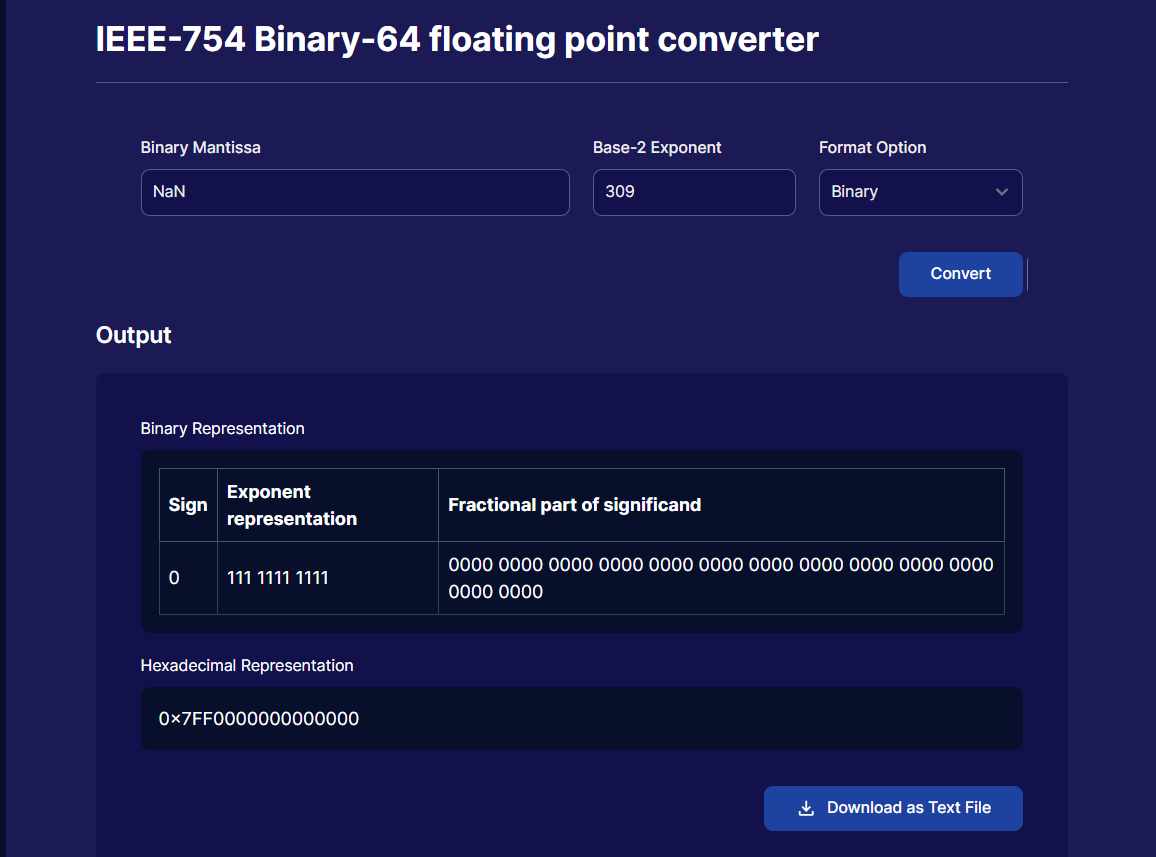 IEEE-754 Binary-64 floating point converter
Binary Mantissa
Base-2 Exponent
Format Option
NaN
309
Binary
Convert
Output
Binary Representation
Sign
Exponent
representation
Fractional part of significand
0
111 1111 1111
0000 0000 0000 0000 0000 0000 0000 0000 0000 0000 0000
0000 0000
Hexadecimal Representation
0×7FF0000000000000
Download as Text File